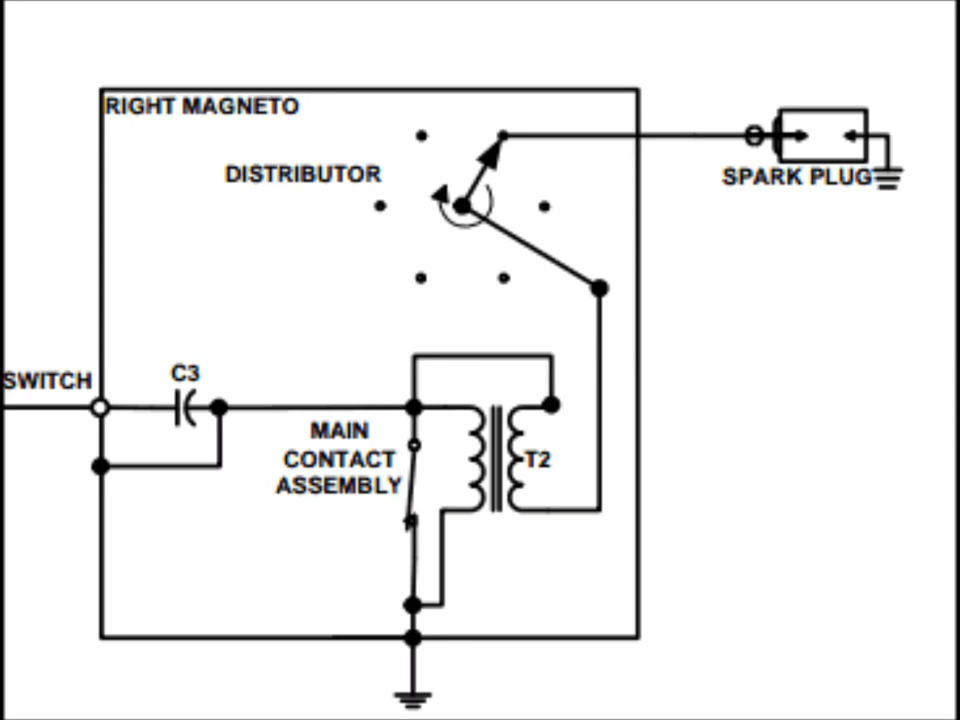 RIGHT MAGNETO
DISTRIBUTOR
SPARK PLUG
SWITCH
C3
MAIN
CONTACT
ASSEMBLY
T2